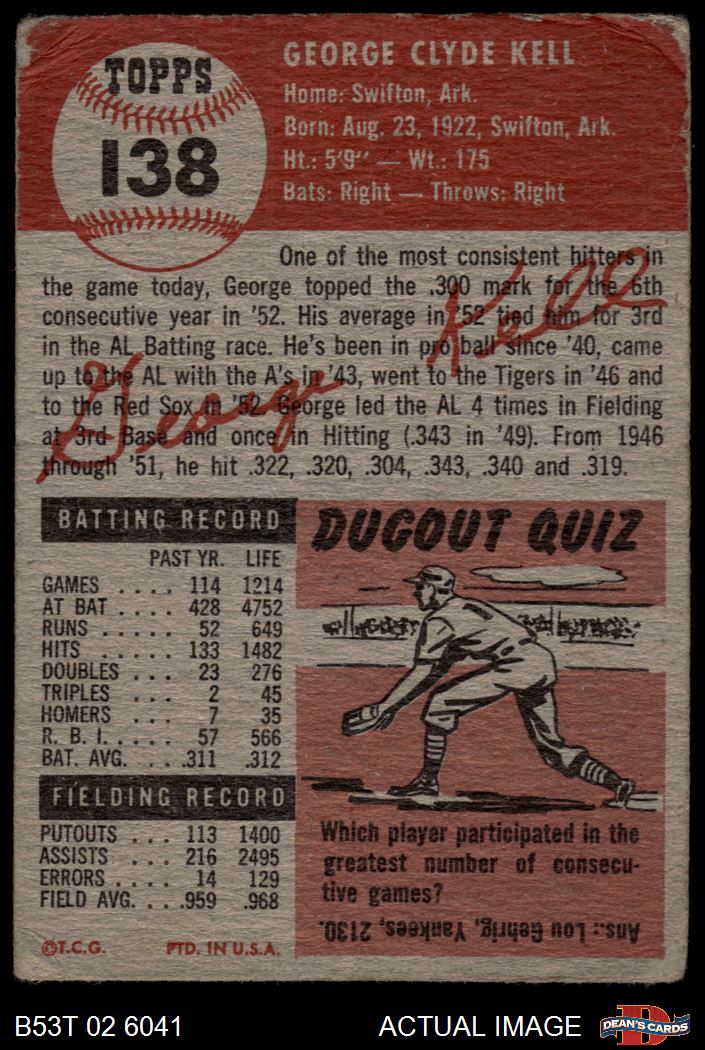 TOPPS
138
GEORGE CLYDE KELL
Home: Swifton, Ark.
Born: Aug. 23, 1922, Swifton, Ark.
Ht.: 5'9" — Wt.: 175
Bats: Right — Throws: Right
One of the most consistent hitters in
the game today, George topped the .300 mark for the 6th
consecutive year in '52. His average in '52 tied him for 3rd
in the AL Batting race. He's been in pro ball since '40, came
up to the AL with the A's in '43, went to the Tigers in '46 and
to the Red Sox in '52. George led the AL 4 times in Fielding
at 3rd Base and once in Hitting (.343 in '49). From 1946
through '51, he hit .322, .320, .304, .343, .340 and .319.
George Kell
BATTING RECORD
PAST YR. LIFE
GAMES .... 114 1214
AT BAT .... 428 4752
RUNS ..... 52 649
HITS ..... 133 1482
DOUBLES .... 23 276
TRIPLES ... 2 45
HOMERS ... 7 35
R. B. I. .... 57 566
BAT. AVG. ... .311 .312
FIELDING RECORD
PUTOUTS ... 113 1400
ASSISTS .... 216 2495
ERRORS .... 14 129
FIELD AVG. ... .959 .968
©T.C.G. PTD. IN U.S.A.
DUGOUT QUIZ
Which player participated in the
greatest number of consecu-
tive games?
Ans.: Lou Gehrig, Yankees, 2130.
B53T 02 6041
ACTUAL IMAGE
D
DEAN'S CARDS